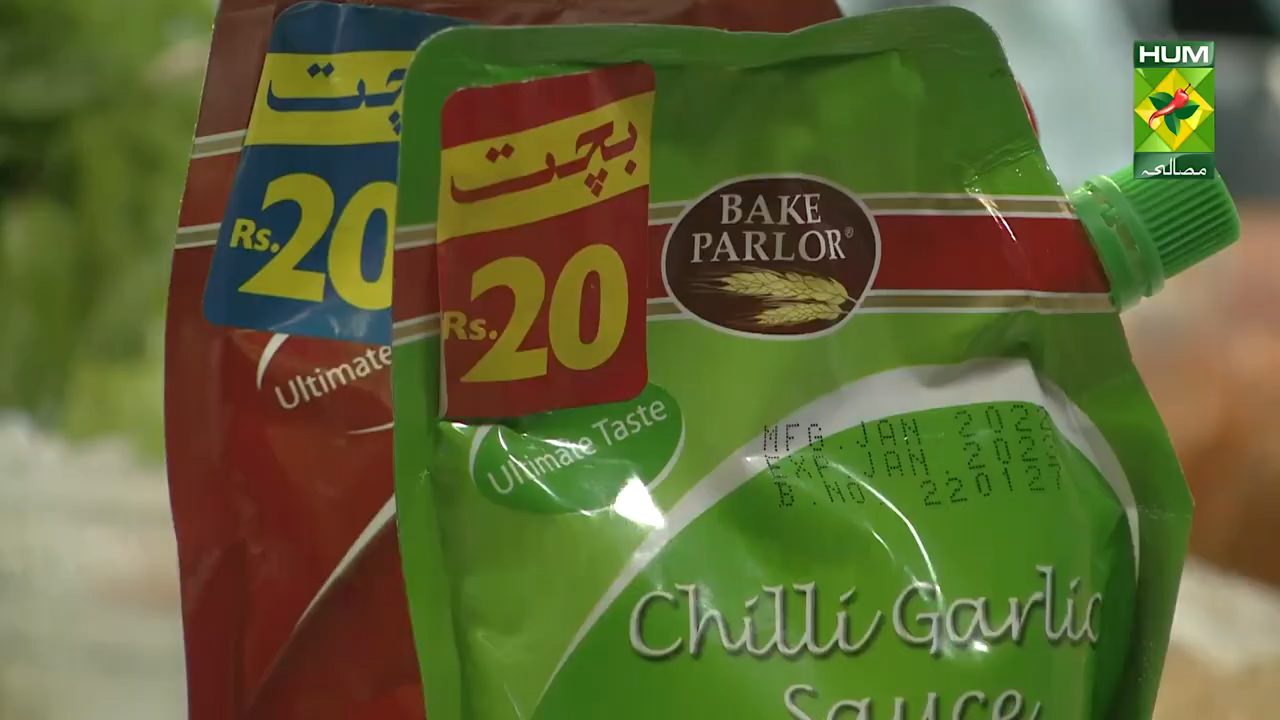 HUM
مصالحہ
بچت
Rs.20
Ultimate
بچت
Rs.20
BAKE
PARLOR®
Ultimate Taste
MFG.JAN 2022
EXP.JAN.2023
B.NO 220127
Chilli Garlic
Sauce